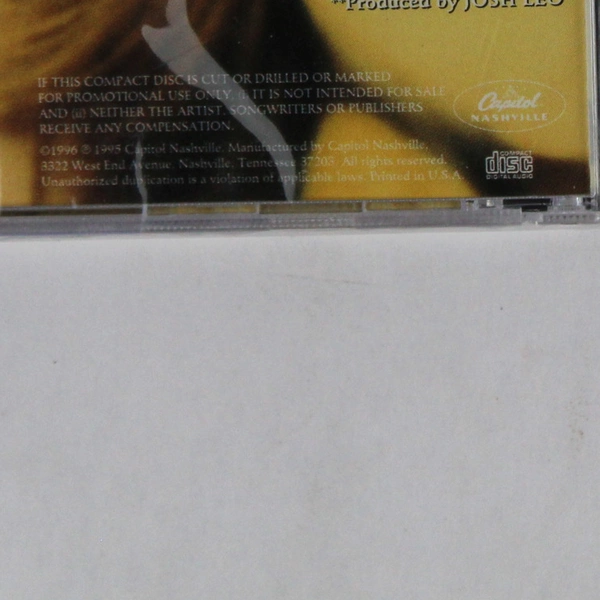 **Produced by JOSH LEO
IF THIS COMPACT DISC IS CUT OR DRILLED OR MARKED
FOR PROMOTIONAL USE ONLY, IT IS NOT INTENDED FOR SALE
AND (ii) NEITHER THE ARTIST, SONGWRITERS OR PUBLISHERS
RECEIVE ANY COMPENSATION.
©1996 ℗ 1995 Capitol Nashville. Manufactured by Capitol Nashville,
3322 West End Avenue, Nashville, Tennessee 37203. All rights reserved.
Unauthorized duplication is a violation of applicable laws. Printed in U.S.A.
Capitol
NASHVILLE
COMPACT
disc
DIGITAL AUDIO